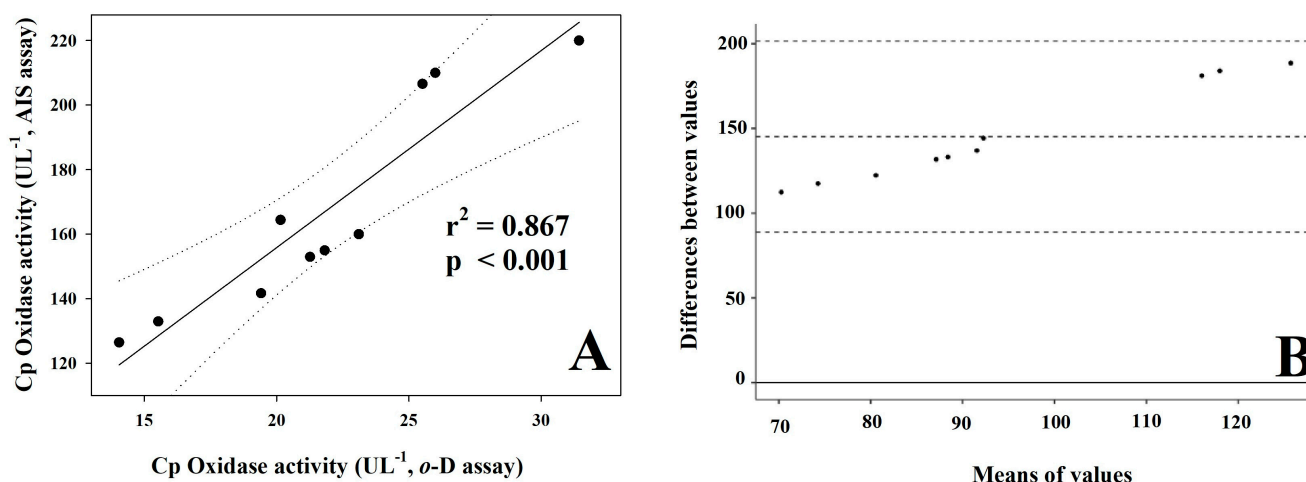 Cp Oxidase activity (UL⁻¹, AIS assay)
220
200
180
160
140
120
r² = 0.867
p < 0.001
A
15
20
25
30
Cp Oxidase activity (UL⁻¹, o-D assay)
Differences between values
200
150
100
50
0
B
70
80
90
100
110
120
Means of values